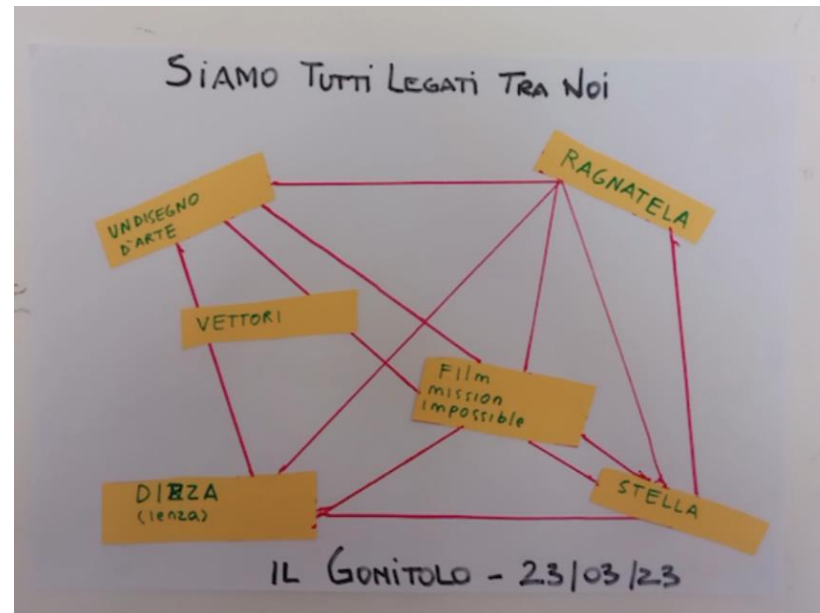 SiAMO TUTTi LEGATi TRA NOi
RAGNATELA
UN DISEGNO
D'ARTE
VETTORI
FILm
mission
impossible
STELLA
(lenza)
IL GOMiTOLO - 23/03/23